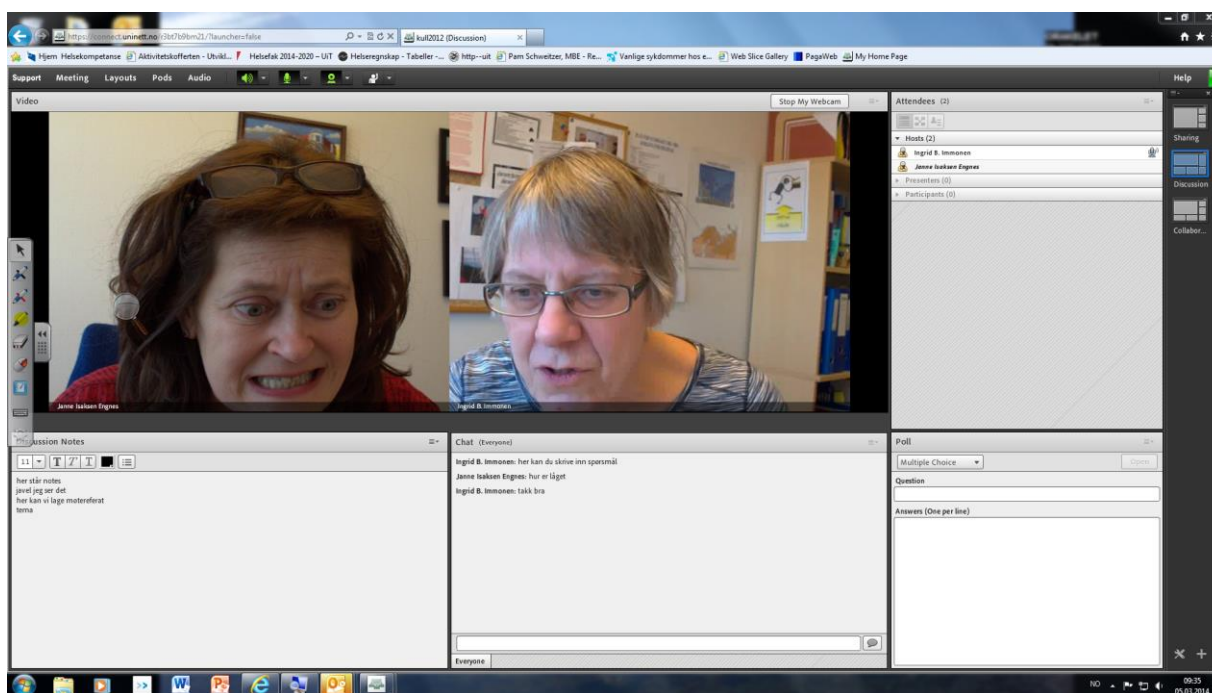 https://connect.uninett.no/r3bt7b9bm21/?launcher=false
kull2012 (Discussion)
Hjem Helsekompetanse
Aktivitetskofferten - Utvikl...
Helsefak 2014-2020 – UiT
Helseregnskap - Tabeller -...
http--uit
Pam Schweitzer, MBE - Re...
Vanlige sykdommer hos e...
Web Slice Gallery
PagaWeb
My Home Page
Support Meeting Layouts Pods Audio
Help
Video
Stop My Webcam
Janne Isaksen Engnes
Ingrid B. Immonen
Attendees (2)
Hosts (2)
Ingrid B. Immonen
Janne Isaksen Engnes
Presenters (0)
Participants (0)
Sharing
Discussion
Collabor...
Discussion Notes
11
T T T
her står notes
javel jeg ser det
her kan vi lage motereferat
tema
Chat (Everyone)
Ingrid B. Immonen: her kan du skrive inn spørsmål
Janne Isaksen Engnes: hur er låget
Ingrid B. Immonen: takk bra
Everyone
Poll
Multiple Choice
Open
Question
Answers (One per line)
NO
09:35
05.03.2014